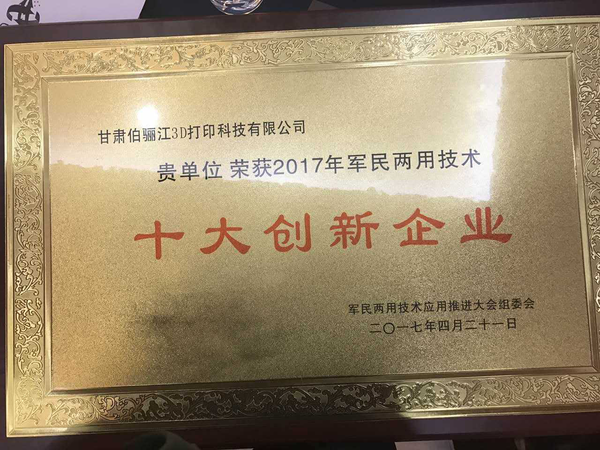 甘肃伯骊江3D打印科技有限公司
贵单位 荣获2017年军民两用技术
十大创新企业
军民两用技术应用推进大会组委会
二〇一七年四月二十一日